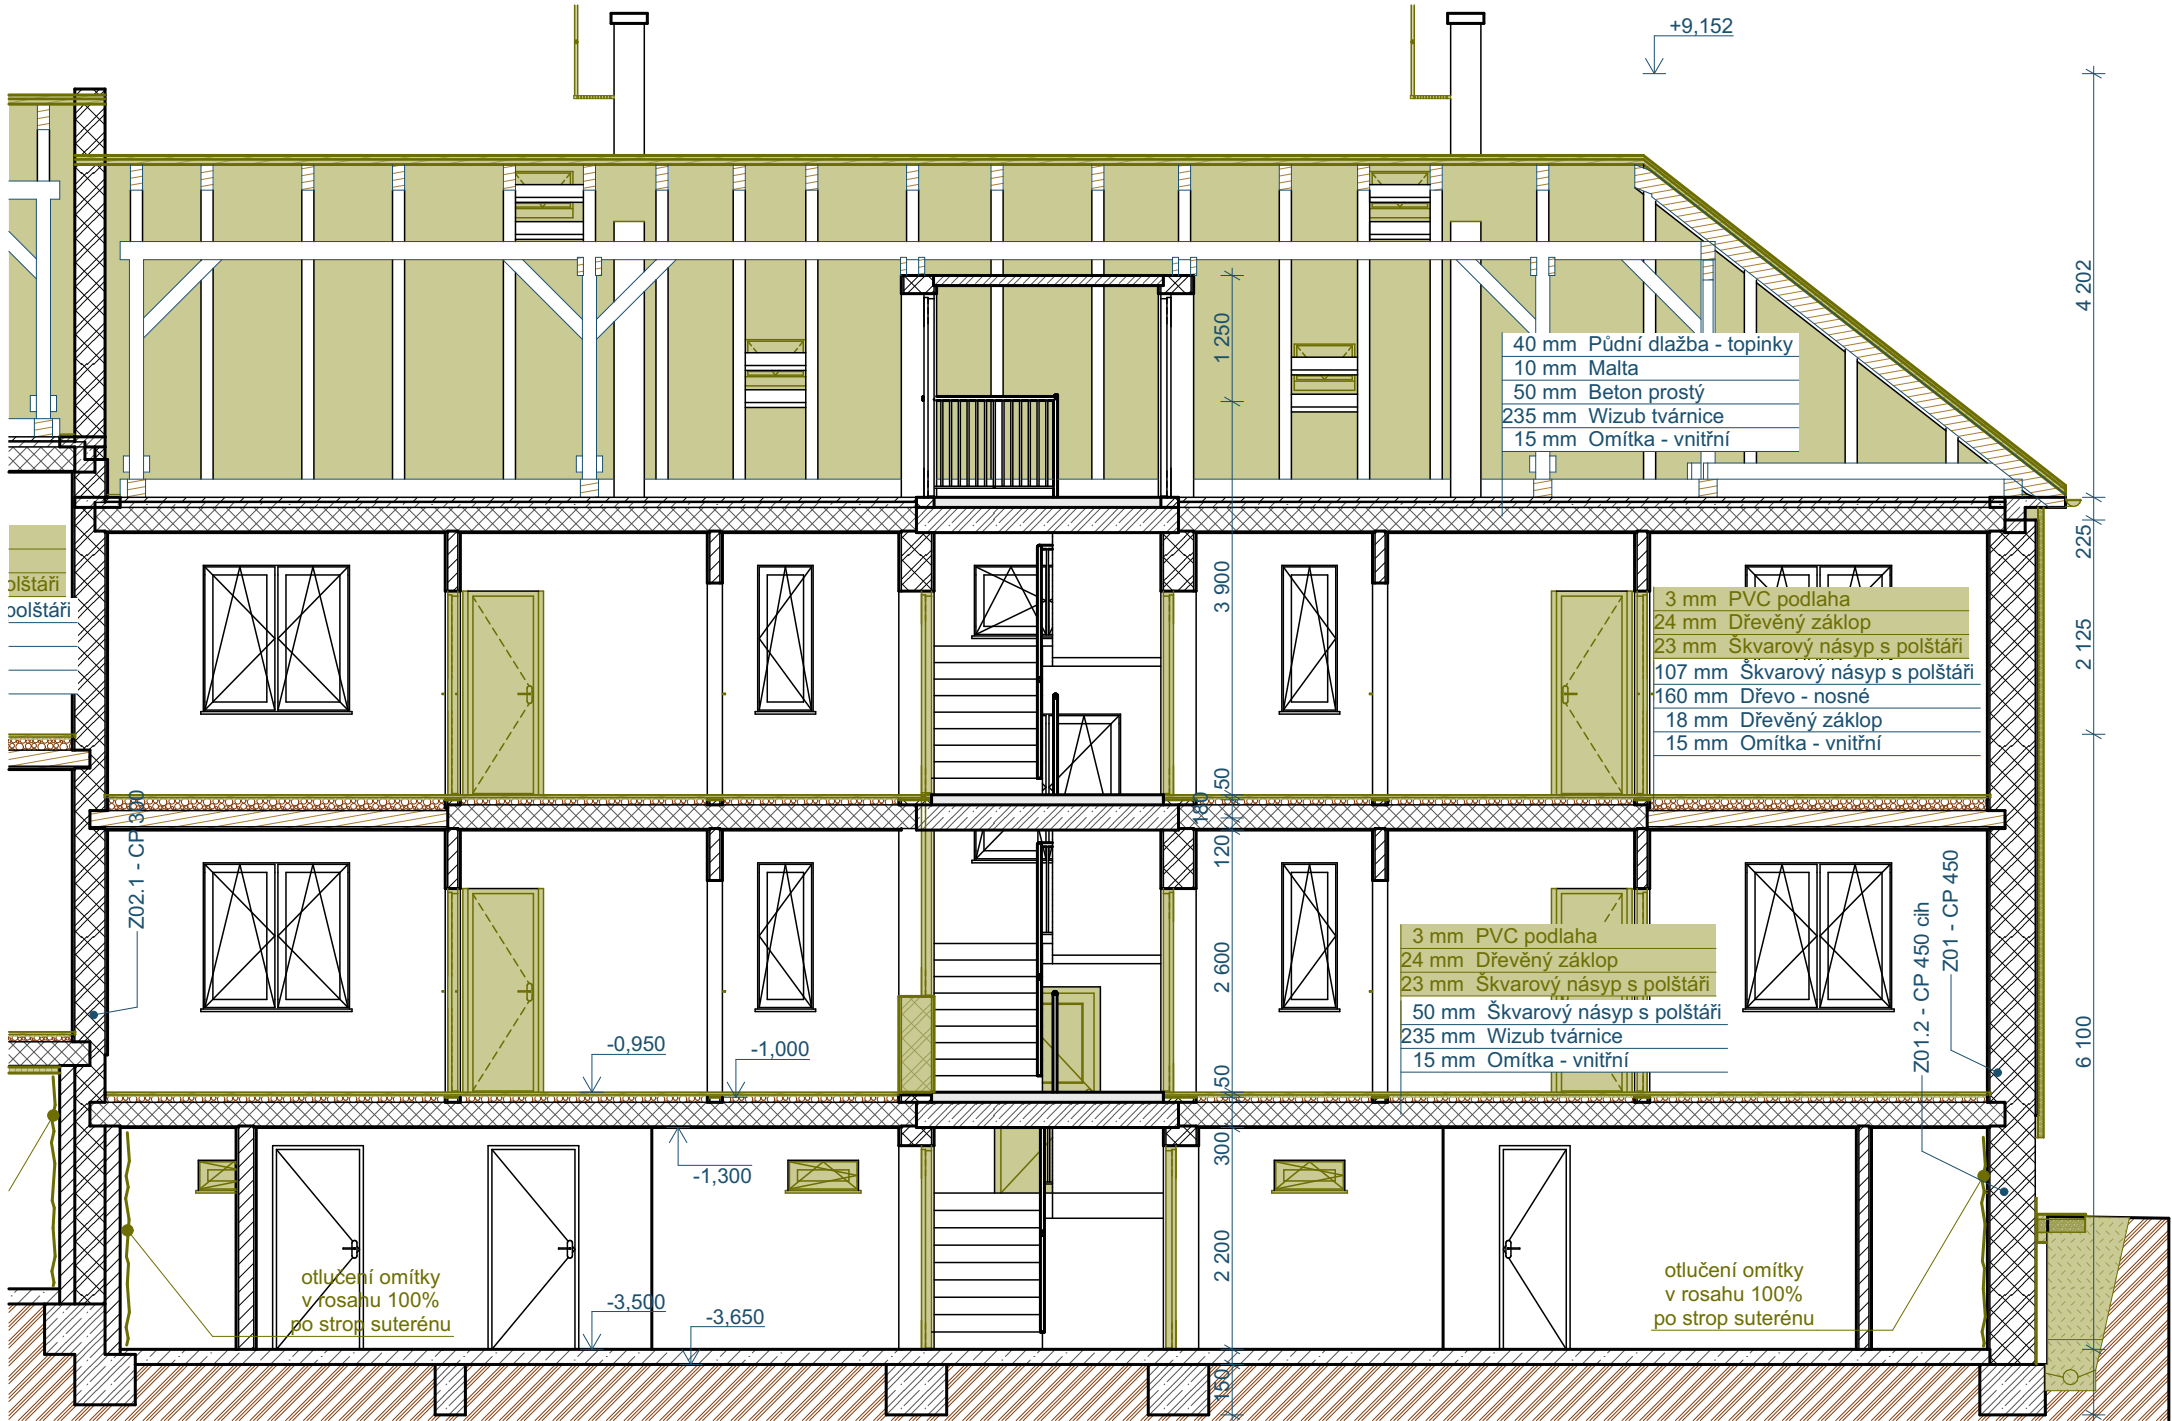 +9,152
4 202
1 250
40 mm Půdní dlažba - topinky
10 mm Malta
50 mm Beton prostý
235 mm Wizub tvárnice
15 mm Omítka - vnitřní
225
2 125
3 900
olštáři
polštáři
3 mm PVC podlaha
24 mm Dřevěný záklop
23 mm Škvarový násyp s polštáři
107 mm Škvarový násyp s polštáři
160 mm Dřevo - nosné
18 mm Dřevěný záklop
15 mm Omítka - vnitřní
50
180
120
Z02.1 - CP 300
2 600
3 mm PVC podlaha
24 mm Dřevěný záklop
23 mm Škvarový násyp s polštáři
50 mm Škvarový násyp s polštáři
235 mm Wizub tvárnice
15 mm Omítka - vnitřní
Z01.2 - CP 450 cih
Z01 - CP 450
6 100
-0,950
-1,000
50
300
-1,300
2 200
otlučení omítky
v rosahu 100%
po strop suterénu
-3,500
-3,650
otlučení omítky
v rosahu 100%
po strop suterénu
150